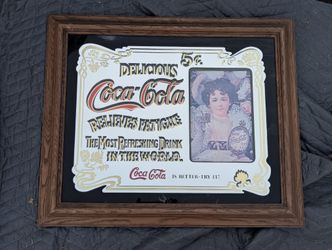 5¢
DELICIOUS
Coca-Cola
RELIEVES FATIGUE
THE MOST REFRESHING DRINK
IN THE WORLD.
Coca-Cola IS BETTER-TRY IT!